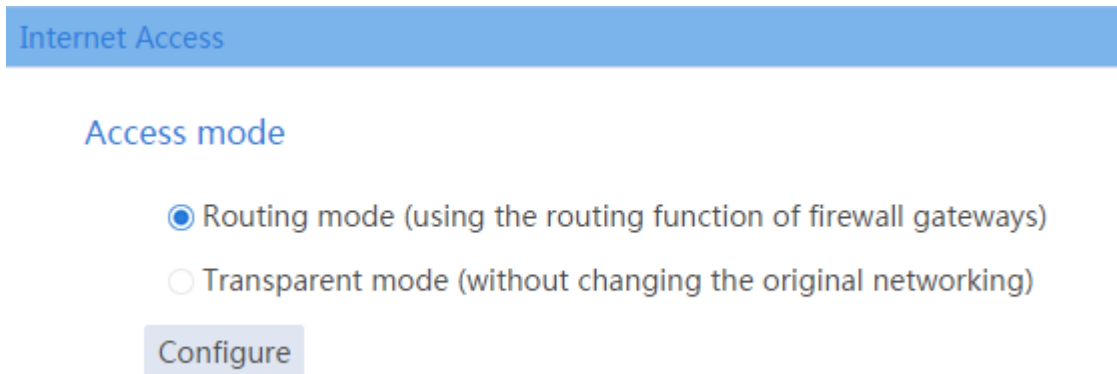 Internet Access
Access mode
Routing mode (using the routing function of firewall gateways)
Transparent mode (without changing the original networking)
Configure